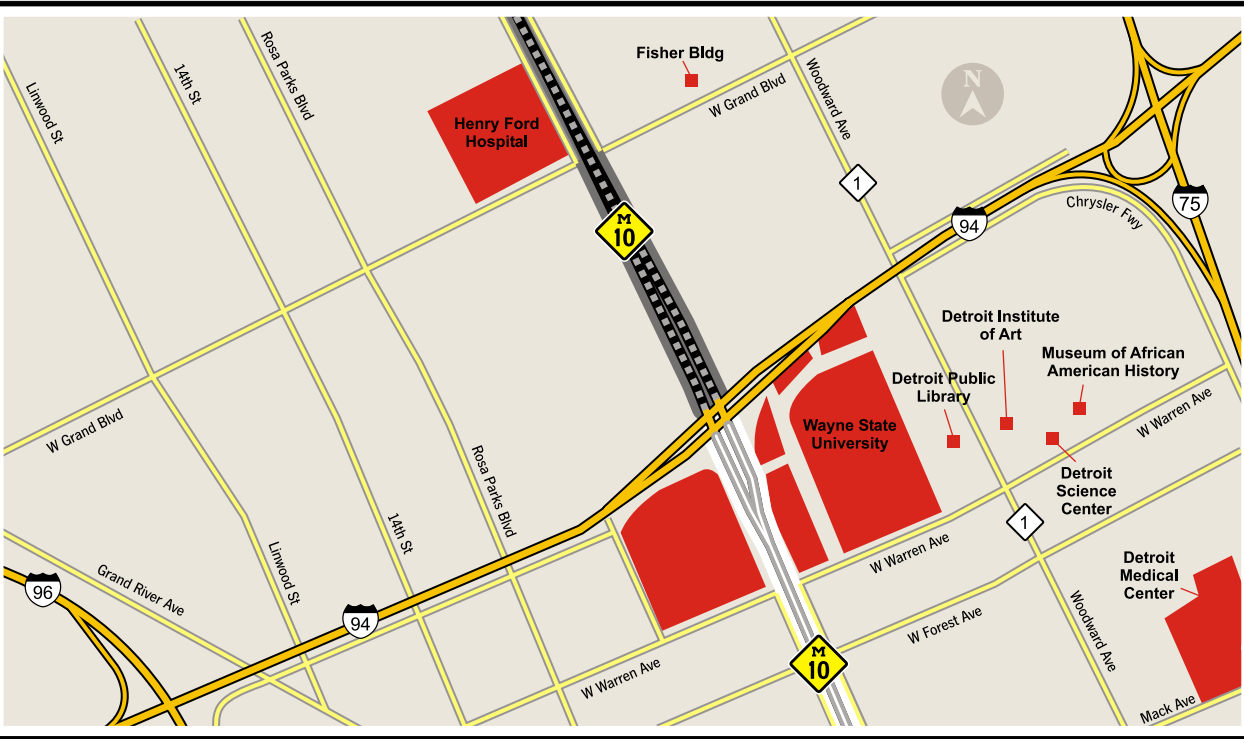 Fisher Bldg
N
Linwood St
14th St
Rosa Parks Blvd
W Grand Blvd
Woodward Ave
Henry Ford
Hospital
1
75
Chrysler Fwy
94
M
10
Detroit Institute
of Art
Museum of African
American History
Detroit Public
Library
W Warren Ave
W Grand Blvd
Wayne State
University
Rosa Parks Blvd
Detroit
Science
Center
14th St
1
W Warren Ave
Linwood St
Detroit
Medical
Center
96
Grand River Ave
94
W Forest Ave
Woodward Ave
M
10
W Warren Ave
Mack Ave